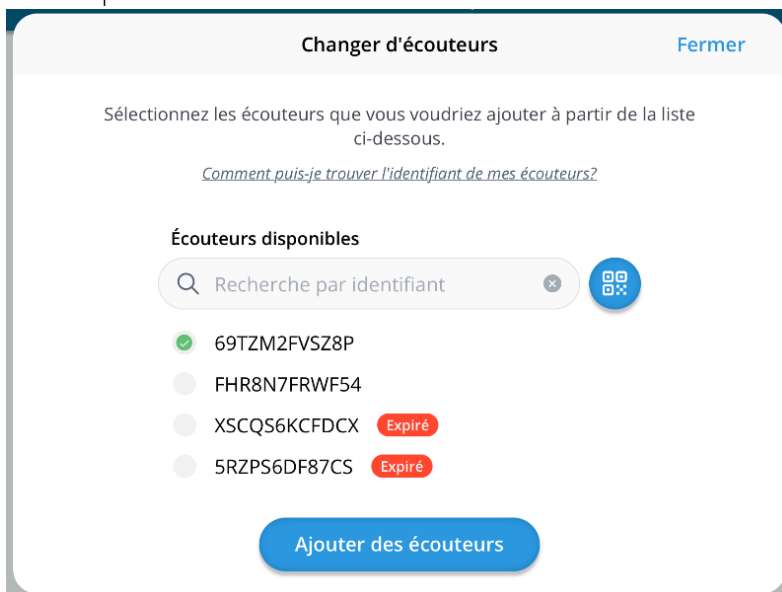 Changer d'écouteurs
Fermer
Sélectionnez les écouteurs que vous voudriez ajouter à partir de la liste
ci-dessous.
Comment puis-je trouver l'identifiant de mes écouteurs?
Écouteurs disponibles
Recherche par identifiant
69TZM2FVSZ8P
FHR8N7FRWF54
XSCQS6KCFDCX Expiré
5RZPS6DF87CS Expiré
Ajouter des écouteurs